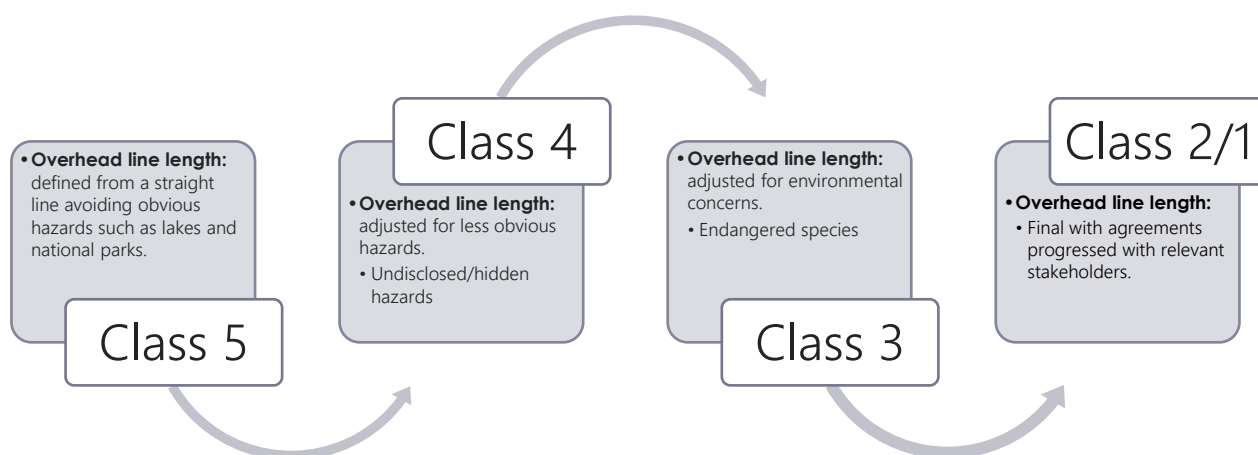 • Overhead line length:
defined from a straight
line avoiding obvious
hazards such as lakes and
national parks.
Class 5
Class 4
• Overhead line length:
adjusted for less obvious
hazards.
• Undisclosed/hidden
hazards
• Overhead line length:
adjusted for environmental
concerns.
• Endangered species
Class 3
Class 2/1
• Overhead line length:
• Final with agreements
progressed with relevant
stakeholders.